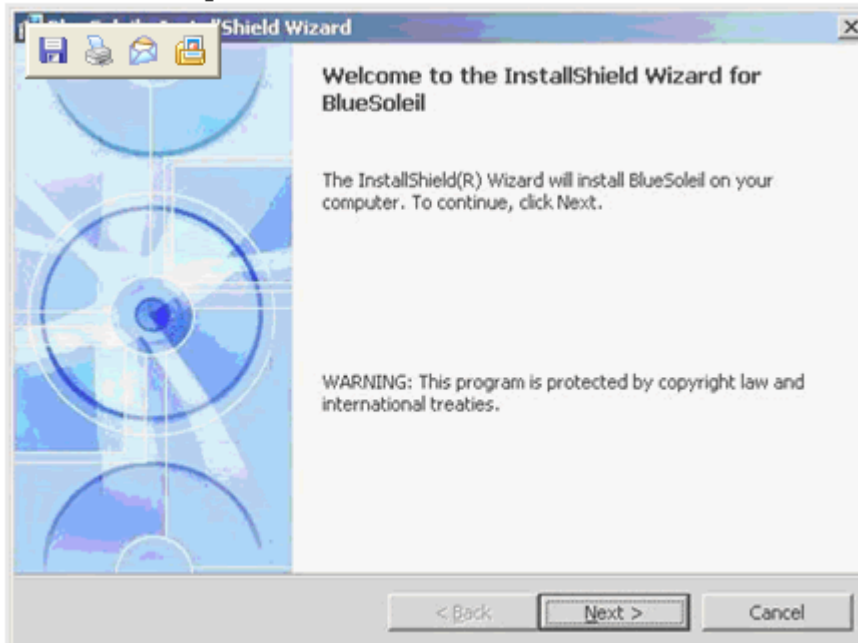 Shield Wizard
Welcome to the InstallShield Wizard for
BlueSoleil
The InstallShield(R) Wizard will install BlueSoleil on your
computer. To continue, click Next.
WARNING: This program is protected by copyright law and
international treaties.
< Back
Next >
Cancel